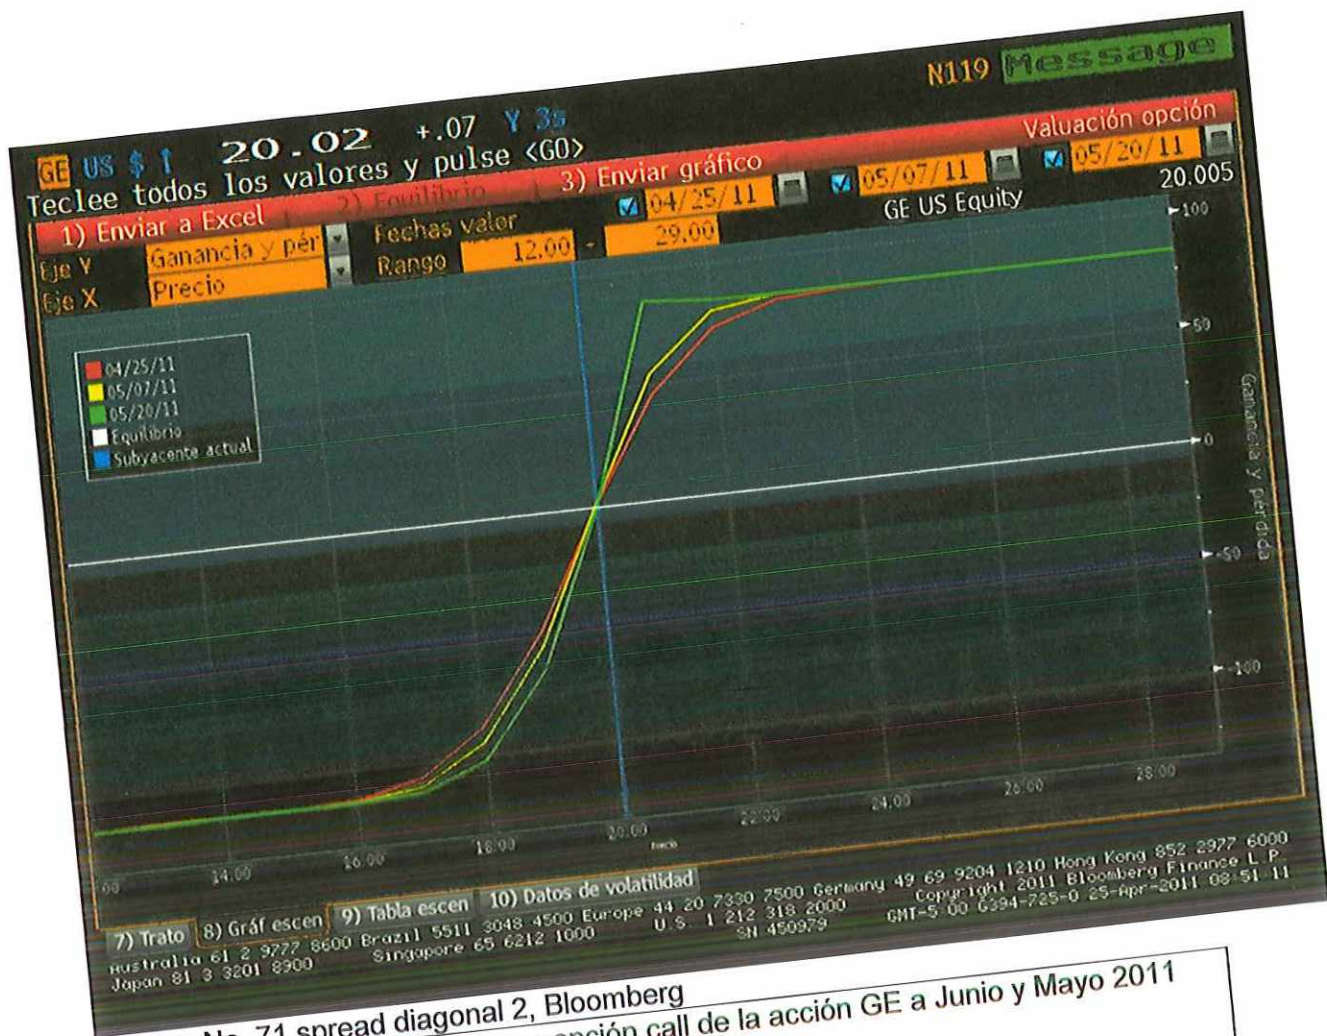 N119 Message
GE US $ ↑ 20.02 +.07 Y 3s
Teclee todos los valores y pulse <GO>
1) Enviar a Excel 2) Equilibrio 3) Enviar gráfico Valuación opción
Eje Y Ganancia y pér Fechas valor 04/25/11 05/07/11 05/20/11
Eje X Precio Rango 12.00 - 29.00 GE US Equity 20.005
04/25/11
05/07/11
05/20/11
Equilibrio
Subyacente actual
100
50
0
-50
-100
Ganancia y pérdida
00 14.00 16.00 18.00 20.00 22.00 24.00 26.00 28.00
Precio
7) Trato 8) Gráf escen 9) Tabla escen 10) Datos de volatilidad
Australia 61 2 9777 8600 Brazil 5511 3048 4500 Europe 44 20 7330 7500 Germany 49 69 9204 1210 Hong Kong 852 2977 6000
Japan 81 3 3201 8900 Singapore 65 6212 1000 U.S. 1 212 318 2000 Copyright 2011 Bloomberg Finance L.P.
SN 450979 GMT-5:00 G394-725-0 25-Apr-2011 08:51:11
No. 71 spread diagonal 2, Bloomberg
opción call de la acción GE a Junio y Mayo 2011